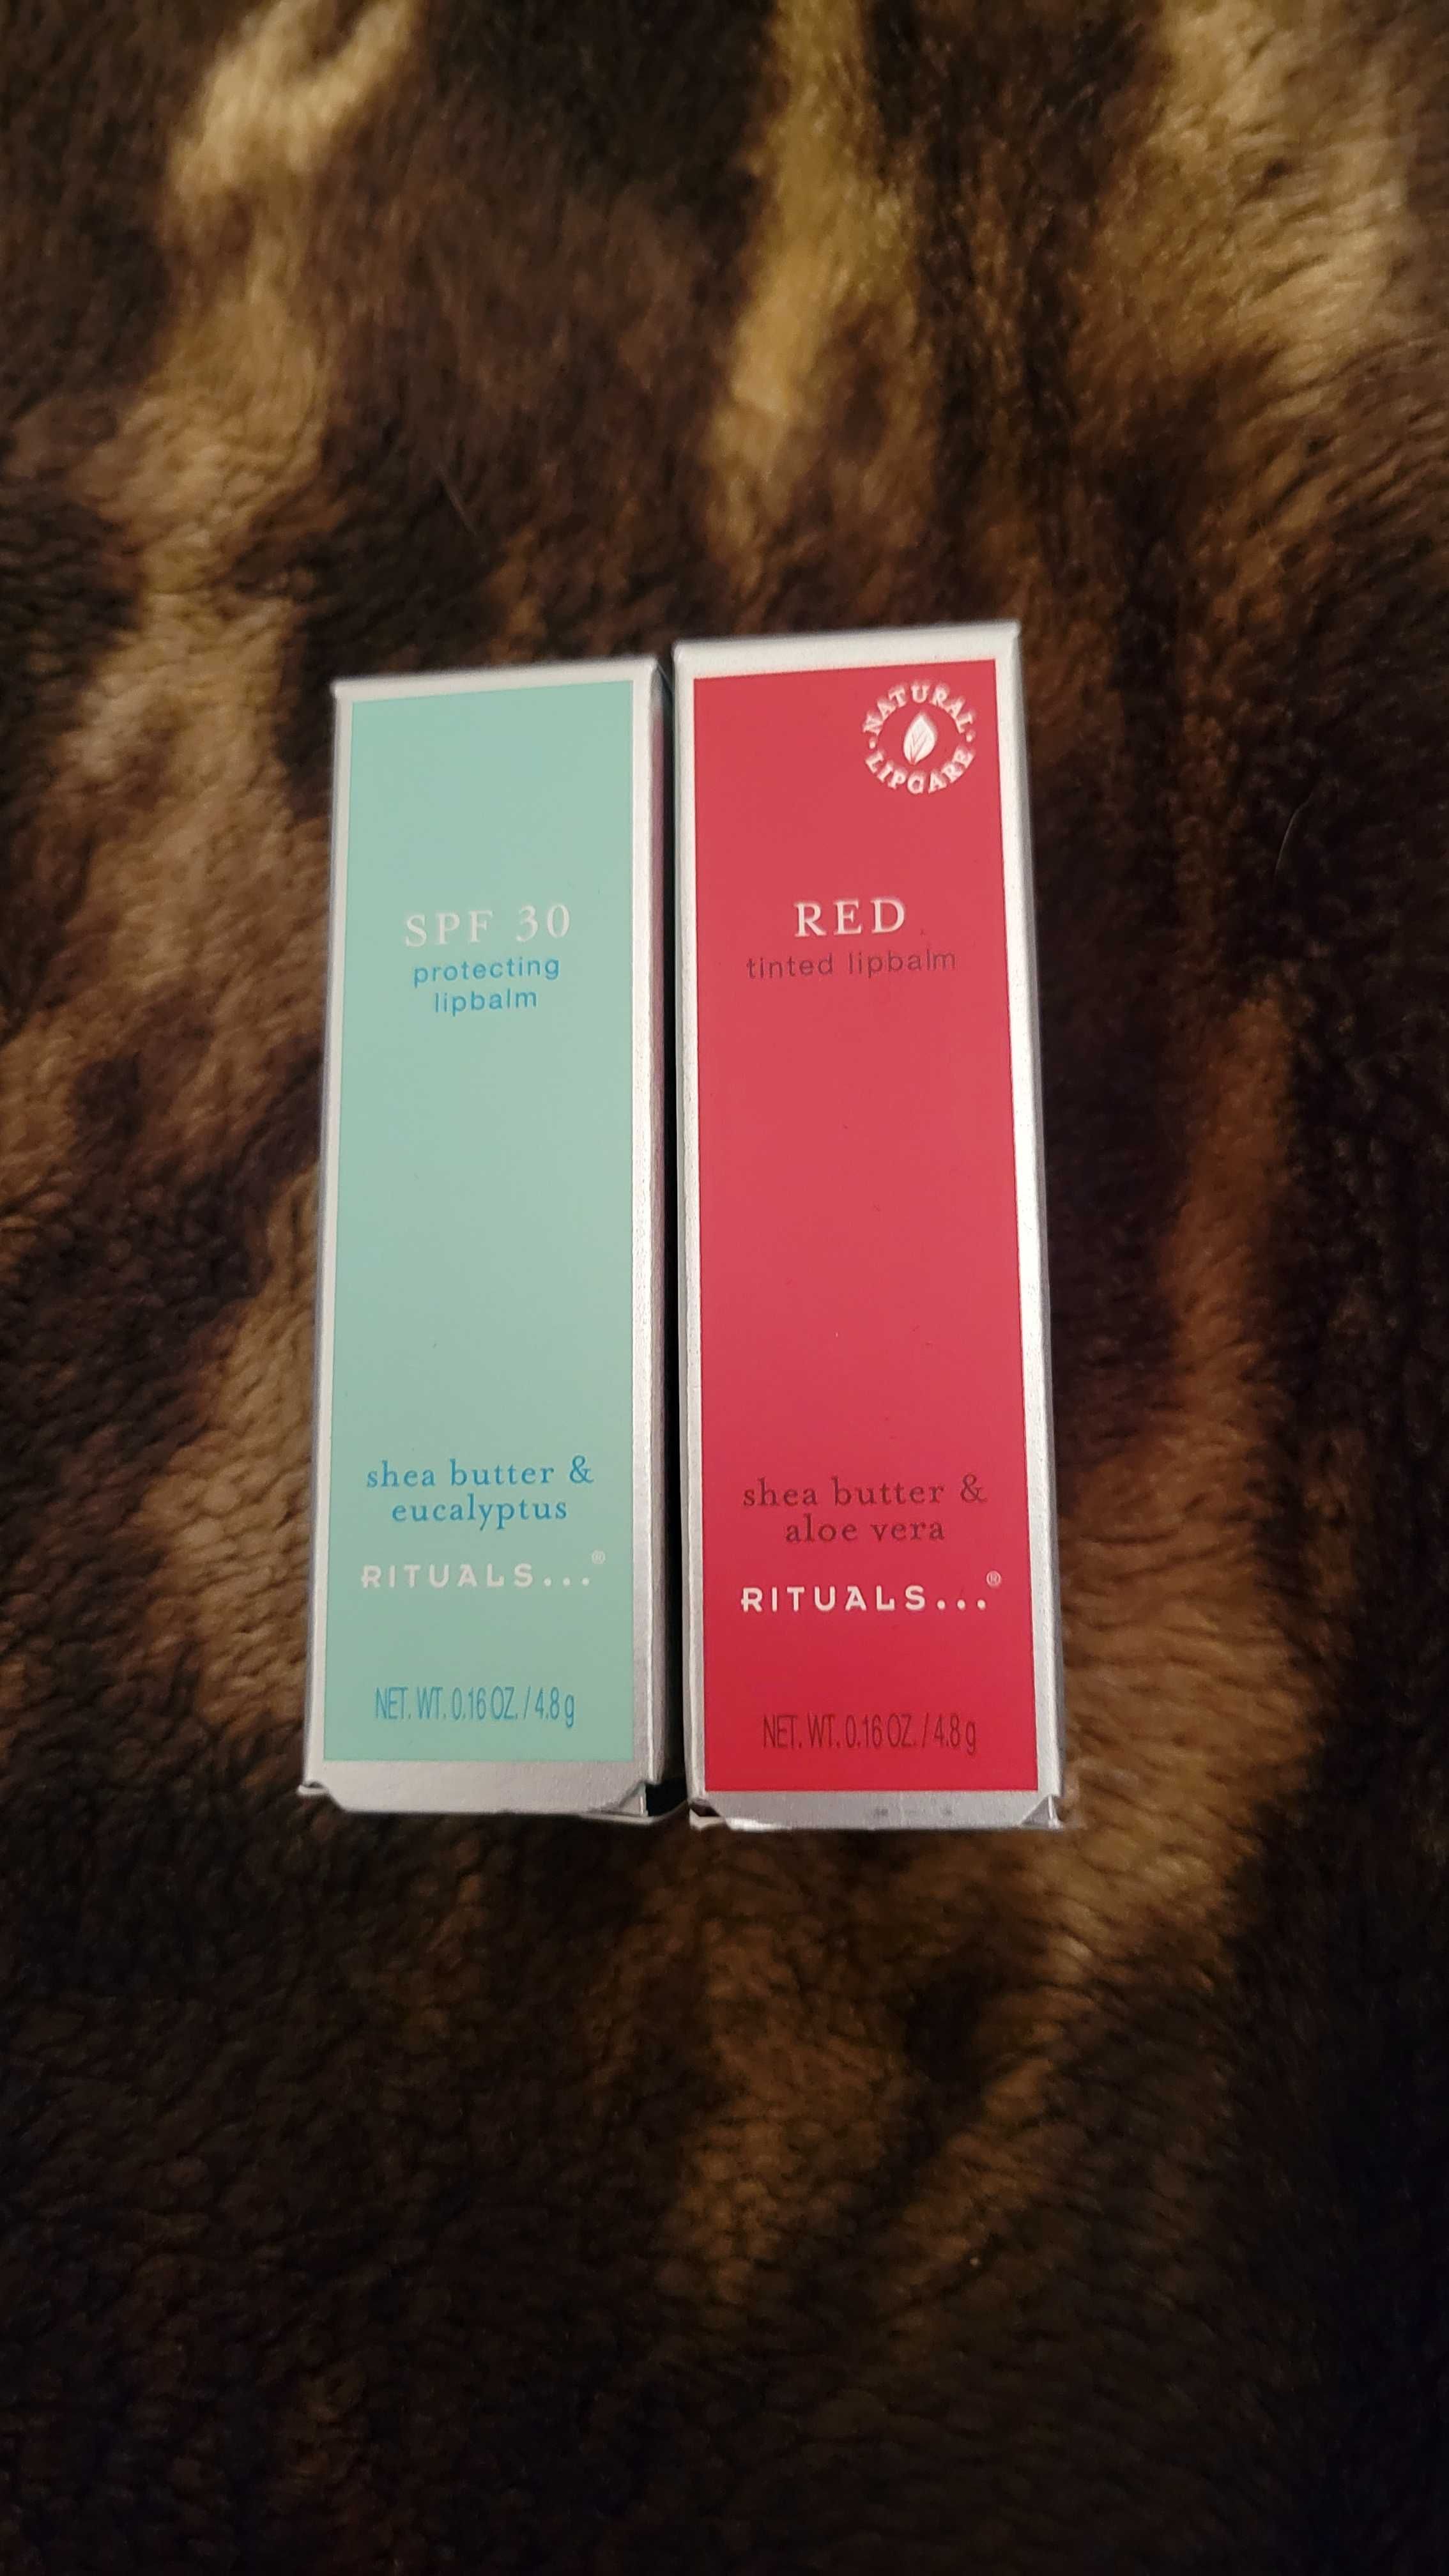 SPF 30
protecting
lipbalm
shea butter &
eucalyptus
RITUALS...®
NET. WT. 0.16 OZ. / 4.8 g
NATURAL
LIPCARE
RED
tinted lipbalm
shea butter &
aloe vera
RITUALS...®
NET. WT. 0.16 OZ. / 4.8 g